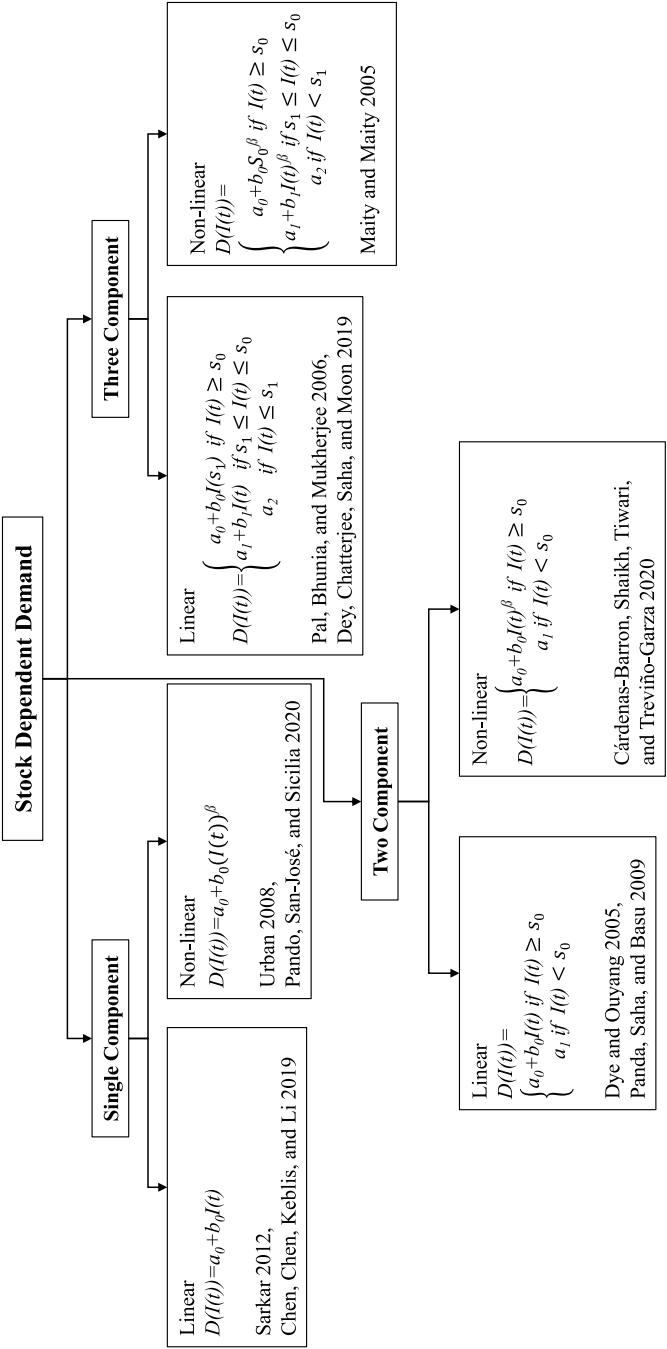 Stock Dependent Demand
Single Component
Linear
D(I(t))=a₀+b₀I(t)
Sarkar 2012,
Chen, Chen, Keblis, and Li 2019
Non-linear
D(I(t))=a₀+b₀(I(t))^β
Urban 2008,
Pando, San-José, and Sicilia 2020
Two Component
Linear
D(I(t))=
{a₀+b₀I(t) if I(t) ≥ s₀
a₁ if I(t) < s₀
Dye and Ouyang 2005,
Panda, Saha, and Basu 2009
Non-linear
D(I(t))={a₀+b₀I(t)^β if I(t) ≥ s₀
a₁ if I(t) < s₀
Cárdenas-Barron, Shaikh, Tiwari,
and Treviño-Garza 2020
Three Component
Linear
a₀+b₀I(s₁) if I(t) ≥ s₀
D(I(t))={a₁+b₁I(t) if s₁ ≤ I(t) ≤ s₀
a₂ if I(t) ≤ s₁
Pal, Bhunia, and Mukherjee 2006,
Dey, Chatterjee, Saha, and Moon 2019
Non-linear
D(I(t))=
a₀+b₀S₀^β if I(t) ≥ s₀
{a₁+b₁I(t)^β if s₁ ≤ I(t) ≤ s₀
a₂ if I(t) < s₁
Maity and Maity 2005